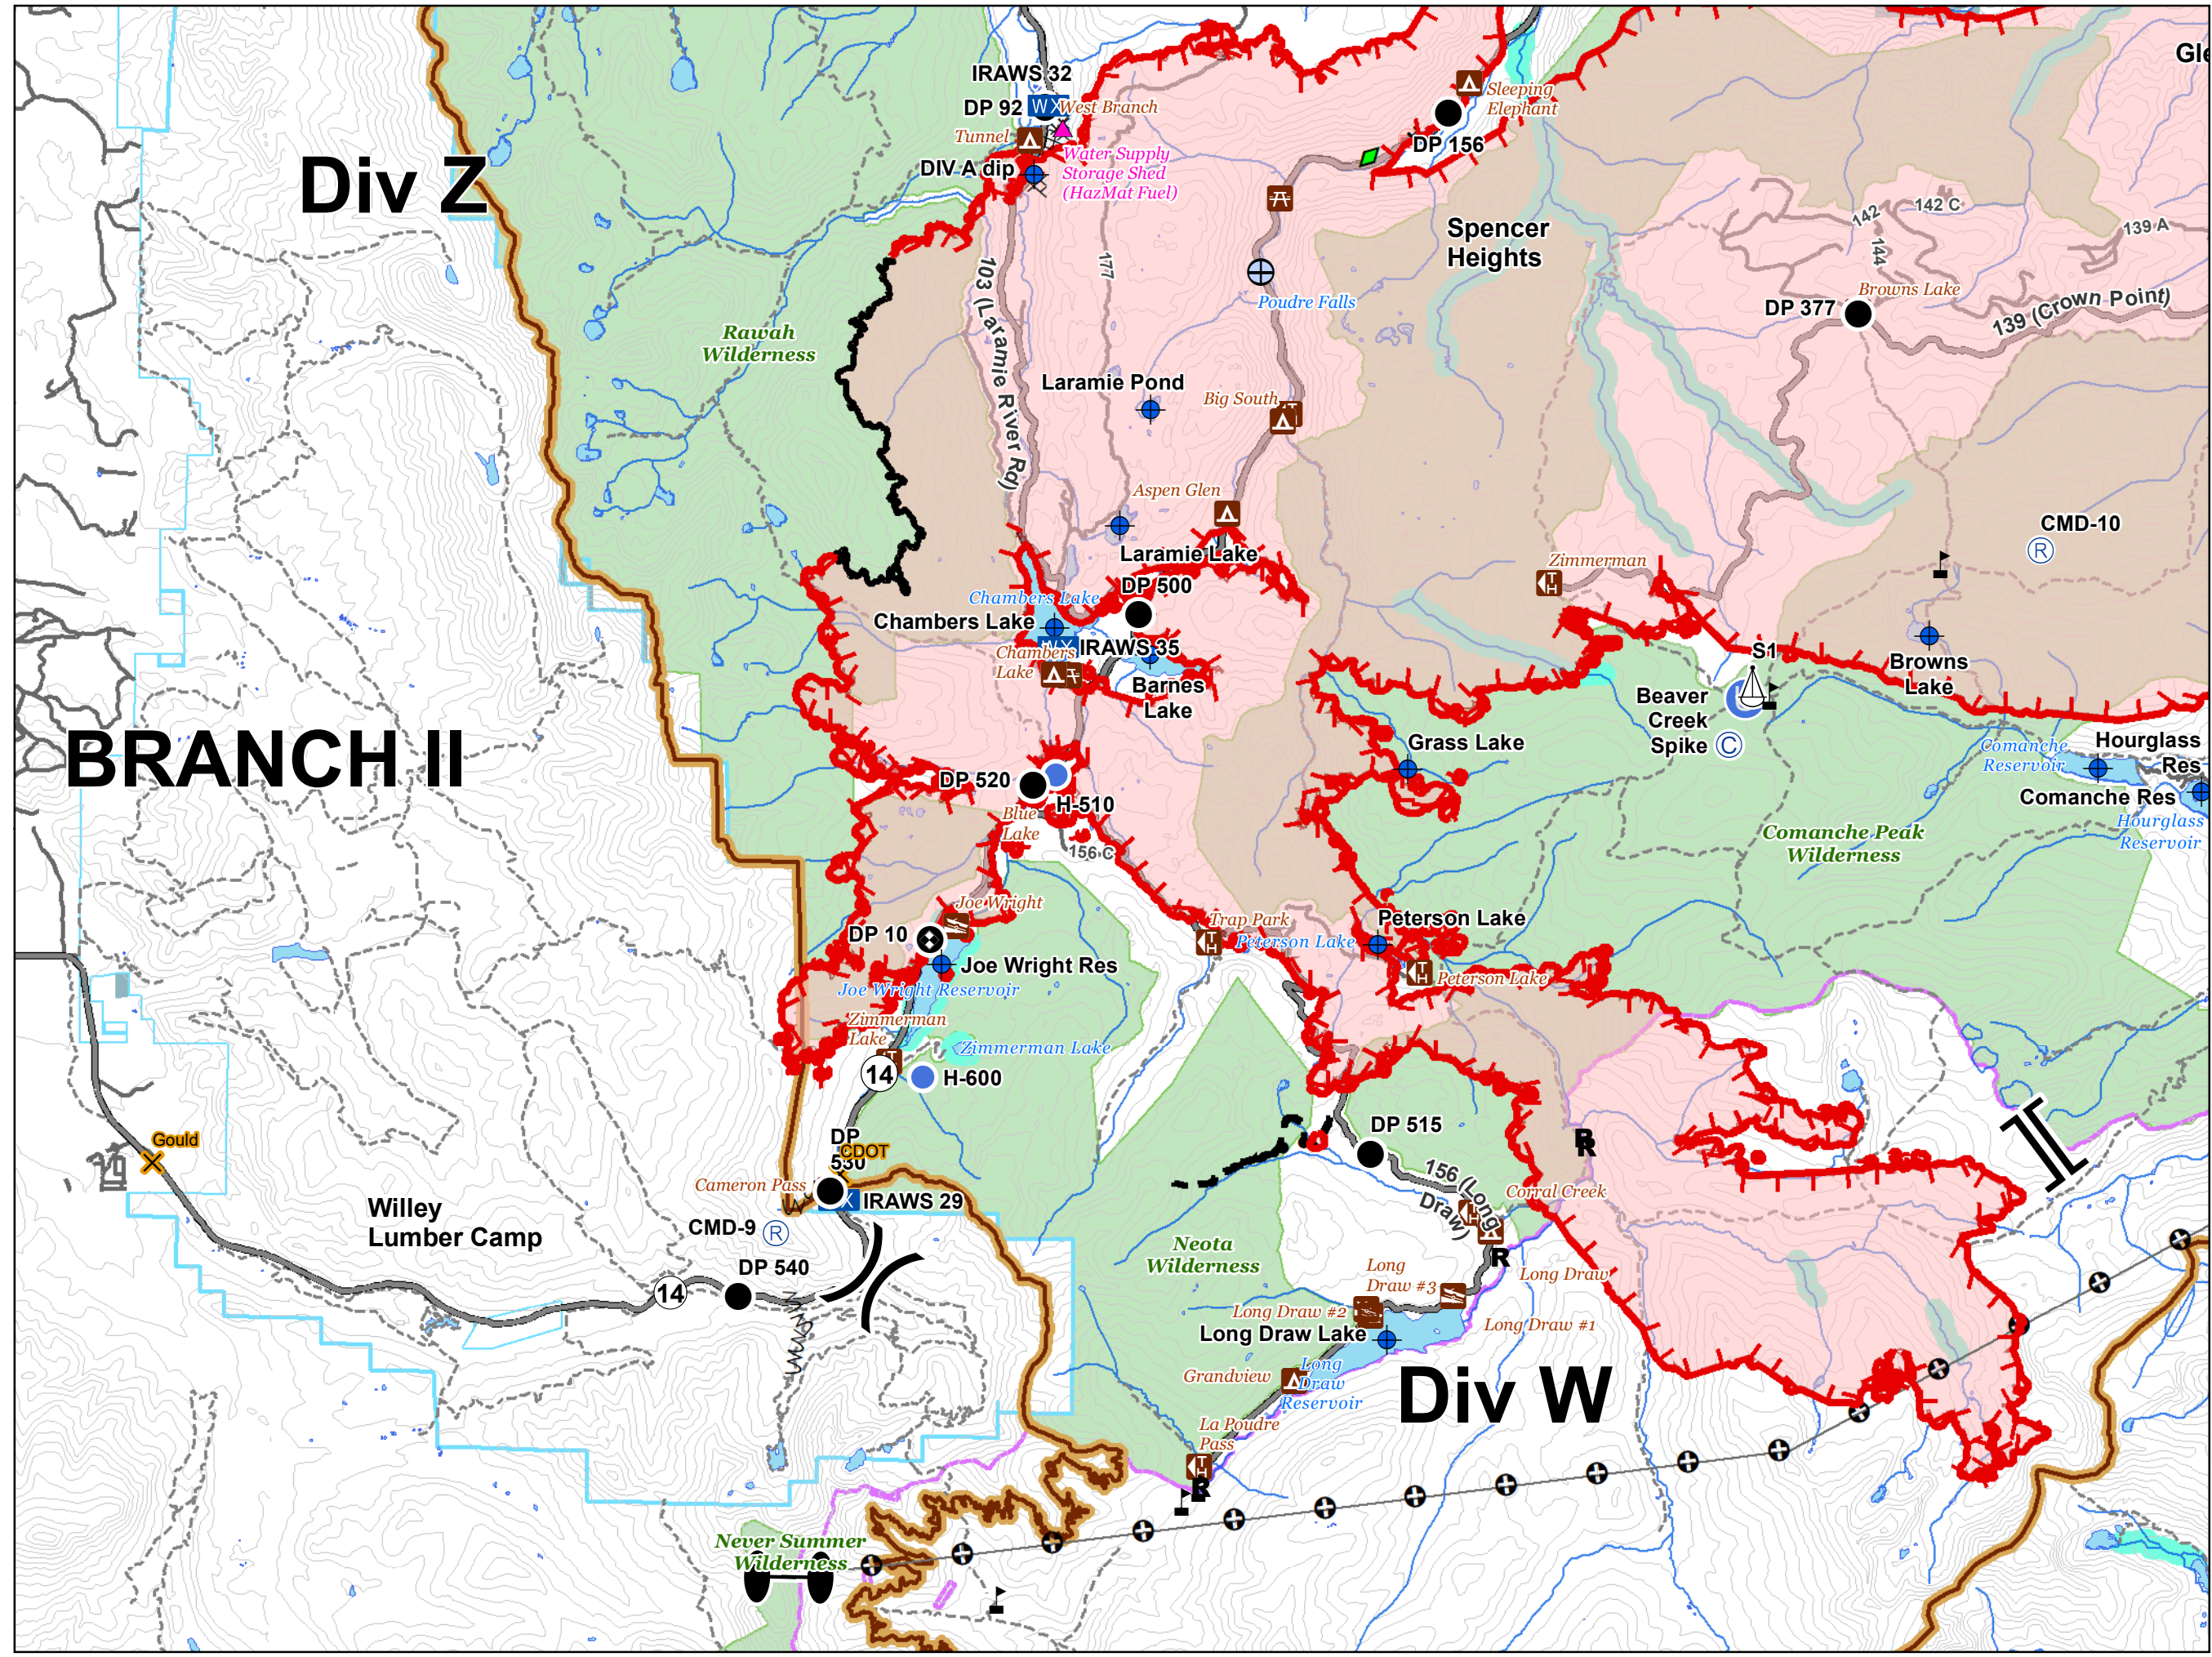 Gle
IRAWS 32
DP 92
WX
West Branch
Tunnel
DIV A dip
Water Supply
Storage Shed
(HazMat Fuel)
Sleeping
Elephant
DP 156
Div Z
Spencer
Heights
142
142 C
144
139 A
Browns Lake
DP 377
139 (Crown Point)
Rawah
Wilderness
103 (Laramie River Rd)
177
Poudre Falls
Laramie Pond
Big South
Aspen Glen
Laramie Lake
DP 500
CMD-10
R
Zimmerman
TH
Chambers Lake
Chambers Lake
IRAWS 35
Chambers
Lake
Barnes
Lake
S1
Browns
Lake
Beaver
Creek
Spike
C
BRANCH II
Grass Lake
Comanche
Reservoir
Hourglass
Res
Comanche Res
Hourglass
Reservoir
DP 520
H-510
Blue
Lake
156 C
Comanche Peak
Wilderness
Joe Wright
DP 10
Joe Wright Res
Joe Wright Reservoir
Trap Park
TH
Peterson Lake
Peterson Lake
TH
Peterson Lake
Zimmerman
Lake
Zimmerman Lake
14
H-600
DP
530
CDOT
Gould
DP 515
R
R
156 (Long
Draw)
Cameron Pass
X
IRAWS 29
Corral Creek
CMD-9
R
Willey
Lumber Camp
Neota
Wilderness
R
DP 540
14
Long
Draw #3
Long Draw
Long Draw #2
Long Draw Lake
Long Draw #1
Grandview
Long
Draw
Reservoir
Div W
La Poudre
Pass
TH
R
Never Summer
Wilderness